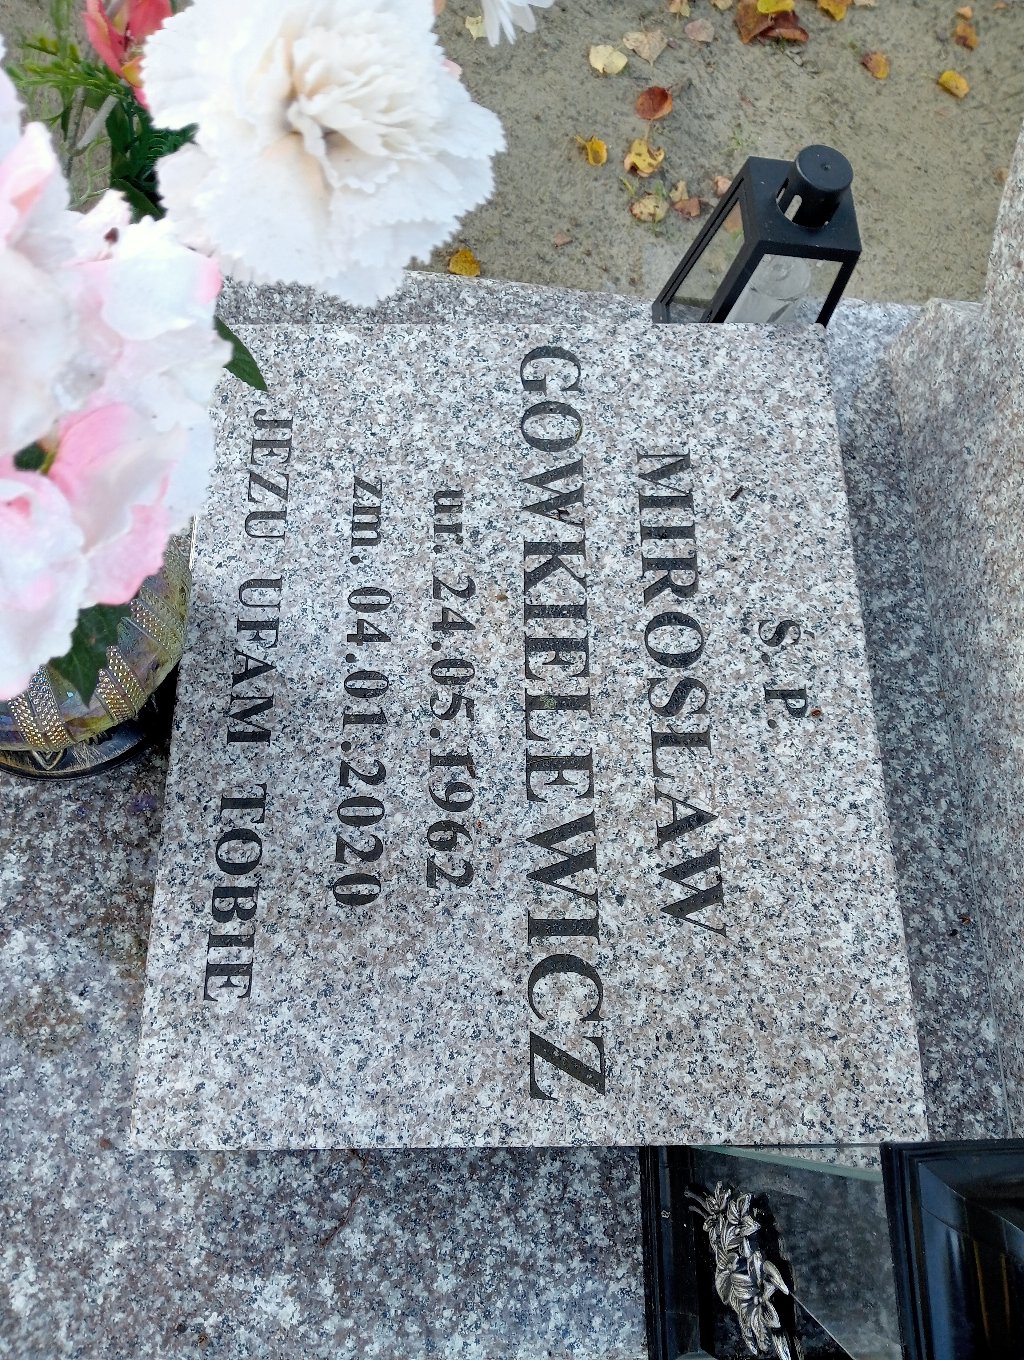 Ś. P.
MIROSŁAW
GOWKIELEWICZ
ur. 24.05.1962
zm. 04.01.2020
JEZU UFAM TOBIE